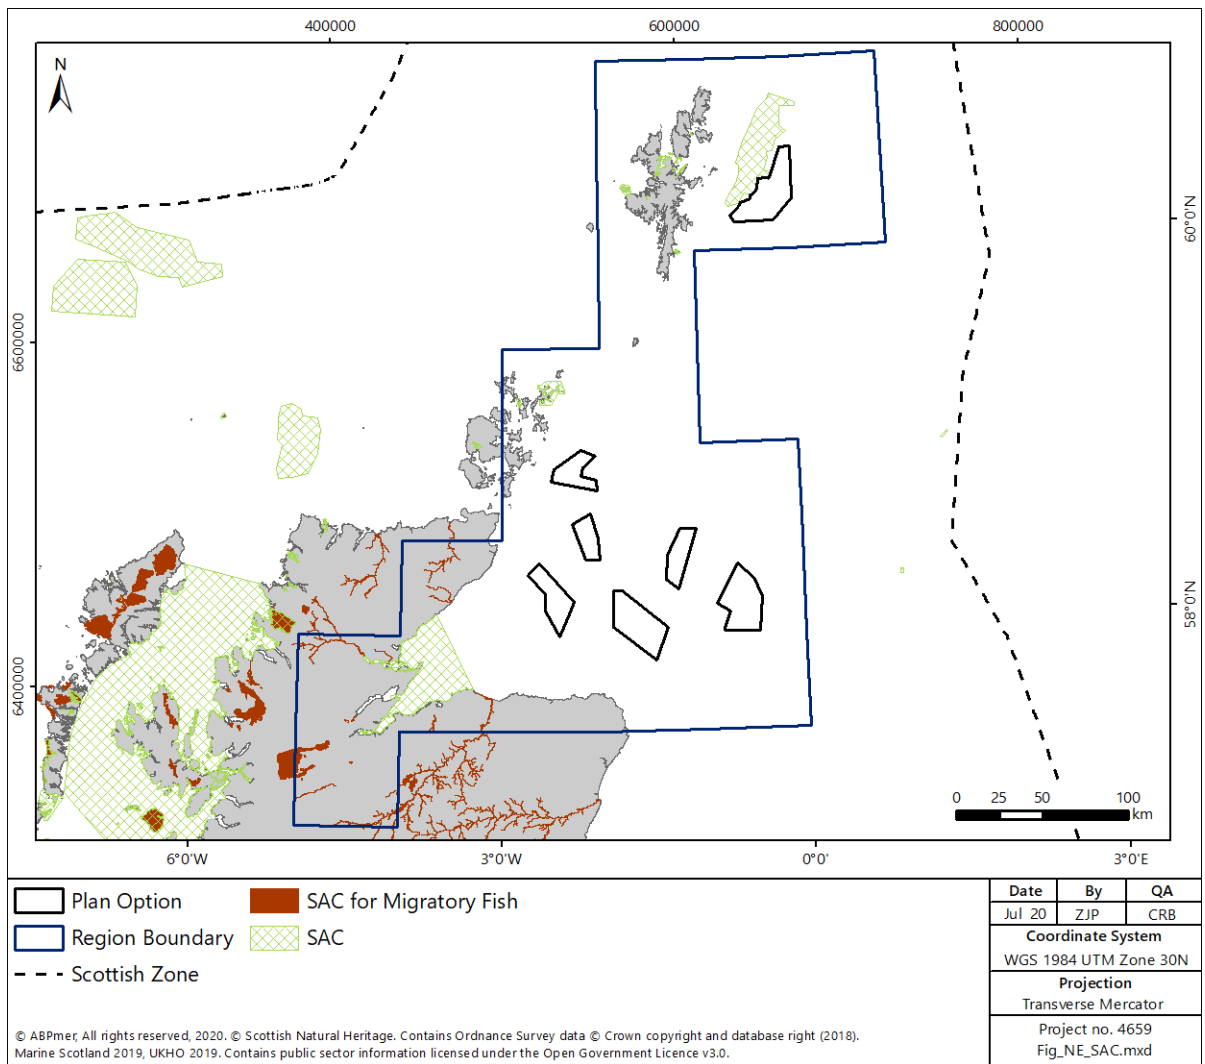 400000
600000
800000
N
60°0'N
6600000
58°0'N
6400000
0
25
50
100
km
6°0'W
3°0'W
0°0'
3°0'E
Plan Option
SAC for Migratory Fish
Region Boundary
SAC
Scottish Zone
Date
By
QA
Jul 20
ZJP
CRB
Coordinate System
WGS 1984 UTM Zone 30N
Projection
Transverse Mercator
Project no. 4659
Fig_NE_SAC.mxd
© ABPmer, All rights reserved, 2020. © Scottish Natural Heritage. Contains Ordnance Survey data © Crown copyright and database right (2018).
Marine Scotland 2019, UKHO 2019. Contains public sector information licensed under the Open Government Licence v3.0.